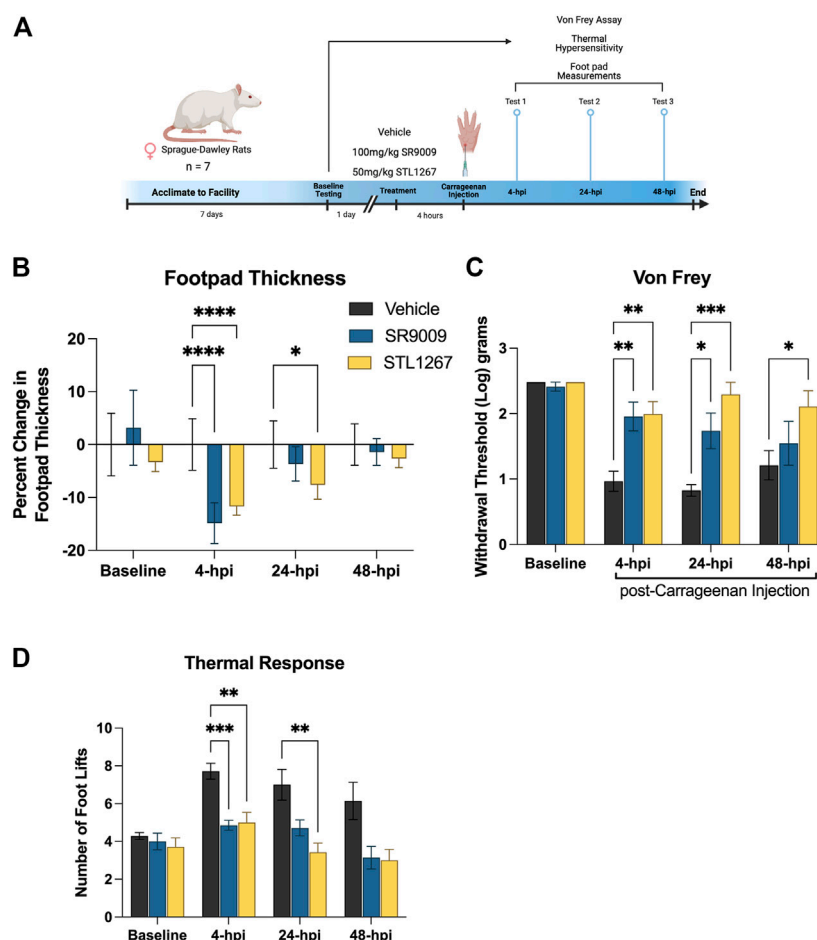 A
Von Frey Assay
Thermal
Hypersensitivity
Foot pad
Measurements
Test 1
Test 2
Test 3
Sprague-Dawley Rats
n = 7
Vehicle
100mg/kg SR9009
50mg/kg STL1267
Acclimate to Facility
Baseline
Testing
Treatment
Carrageenan
Injection
4-hpi
24-hpi
48-hpi
End
7 days
1 day
4 hours
B
Footpad Thickness
Vehicle
SR9009
STL1267
****
****
*
Percent Change in
Footpad Thickness
20
10
0
-10
-20
Baseline
4-hpi
24-hpi
48-hpi
C
Von Frey
**
**
***
*
*
Withdrawal Threshold (Log) grams
3
2
1
0
Baseline
4-hpi
24-hpi
48-hpi
post-Carrageenan Injection
D
Thermal Response
**
***
**
Number of Foot Lifts
10
8
6
4
2
0
Baseline
4-hpi
24-hpi
48-hpi